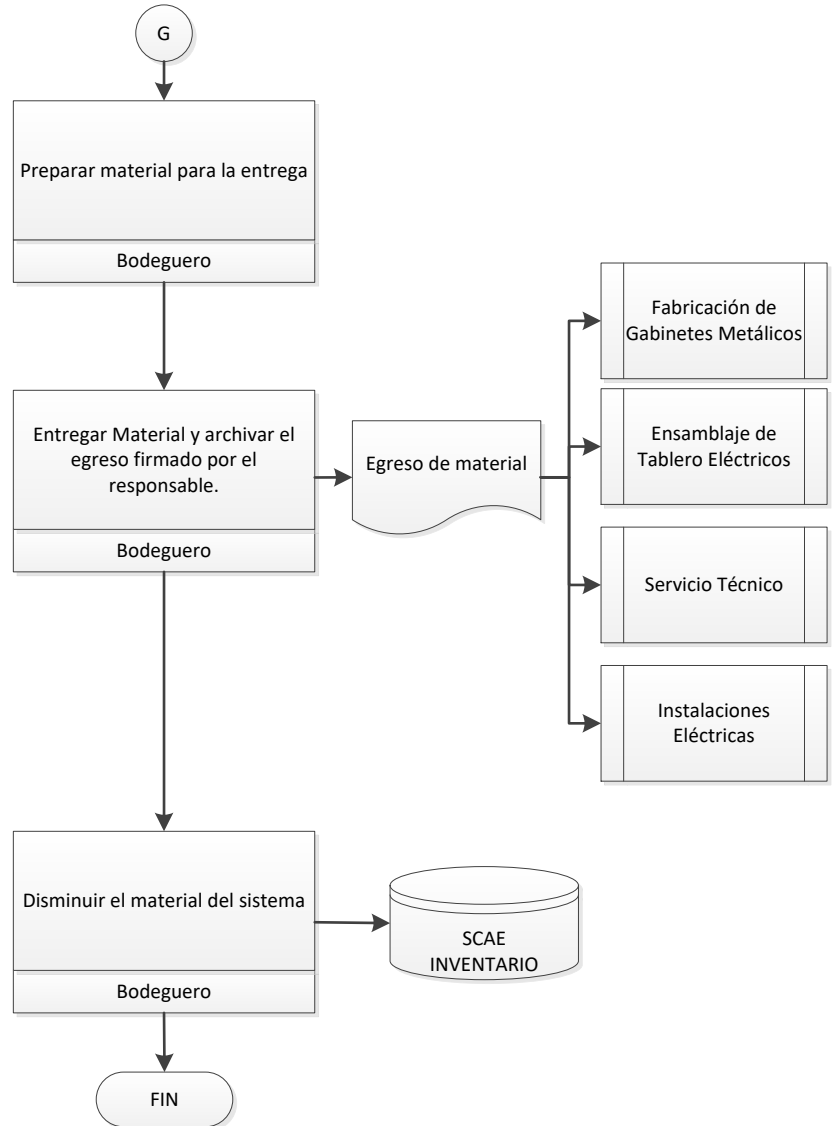 G
Preparar material para la entrega
Bodeguero
Entregar Material y archivar el
egreso firmado por el
responsable.
Bodeguero
Egreso de material
Fabricación de
Gabinetes Metálicos
Ensamblaje de
Tablero Eléctricos
Servicio Técnico
Instalaciones
Eléctricas
Disminuir el material del sistema
Bodeguero
SCAE
INVENTARIO
FIN